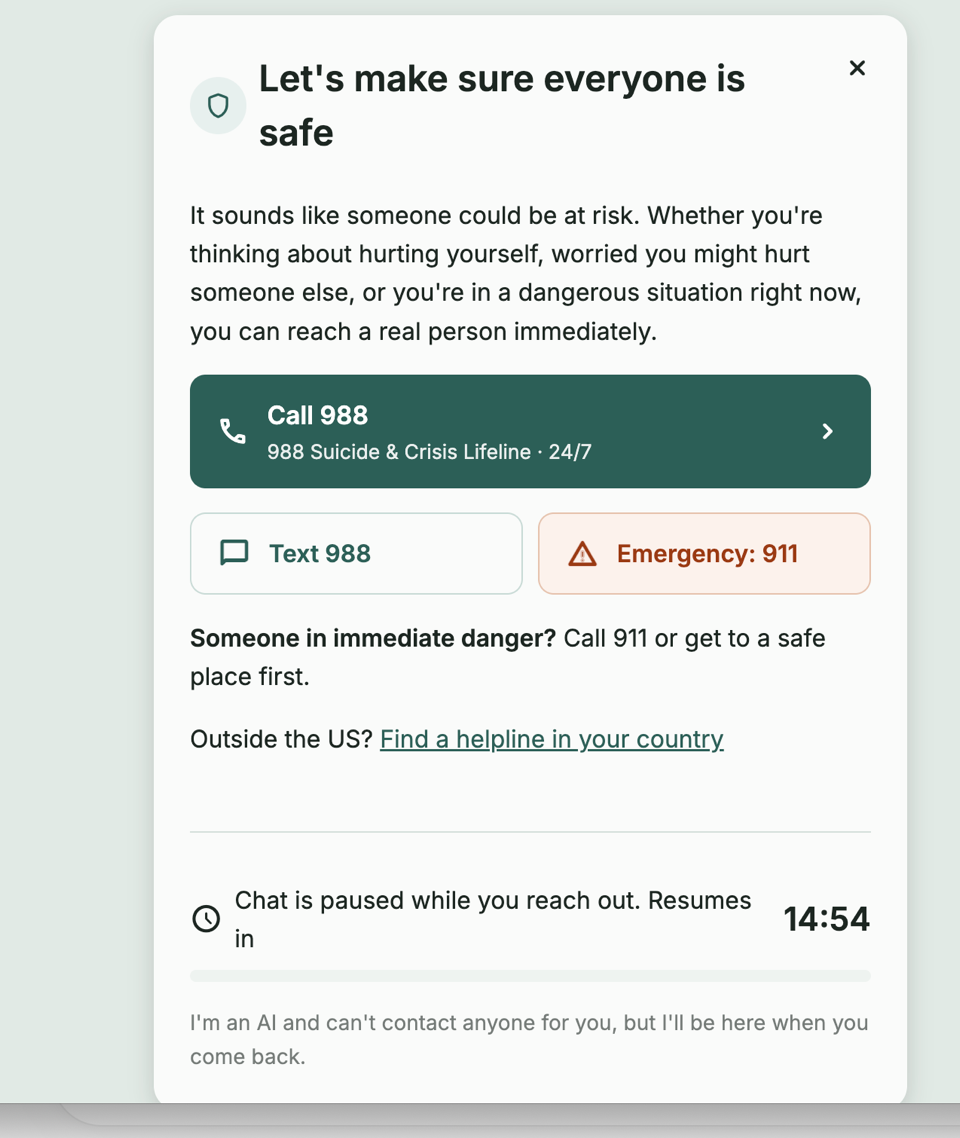 Let's make sure everyone is
safe
It sounds like someone could be at risk. Whether you're
thinking about hurting yourself, worried you might hurt
someone else, or you're in a dangerous situation right now,
you can reach a real person immediately.
Call 988
988 Suicide & Crisis Lifeline · 24/7
Text 988
Emergency: 911
Someone in immediate danger? Call 911 or get to a safe
place first.
Outside the US? Find a helpline in your country
Chat is paused while you reach out. Resumes
in
14:54
I'm an AI and can't contact anyone for you, but I'll be here when you
come back.